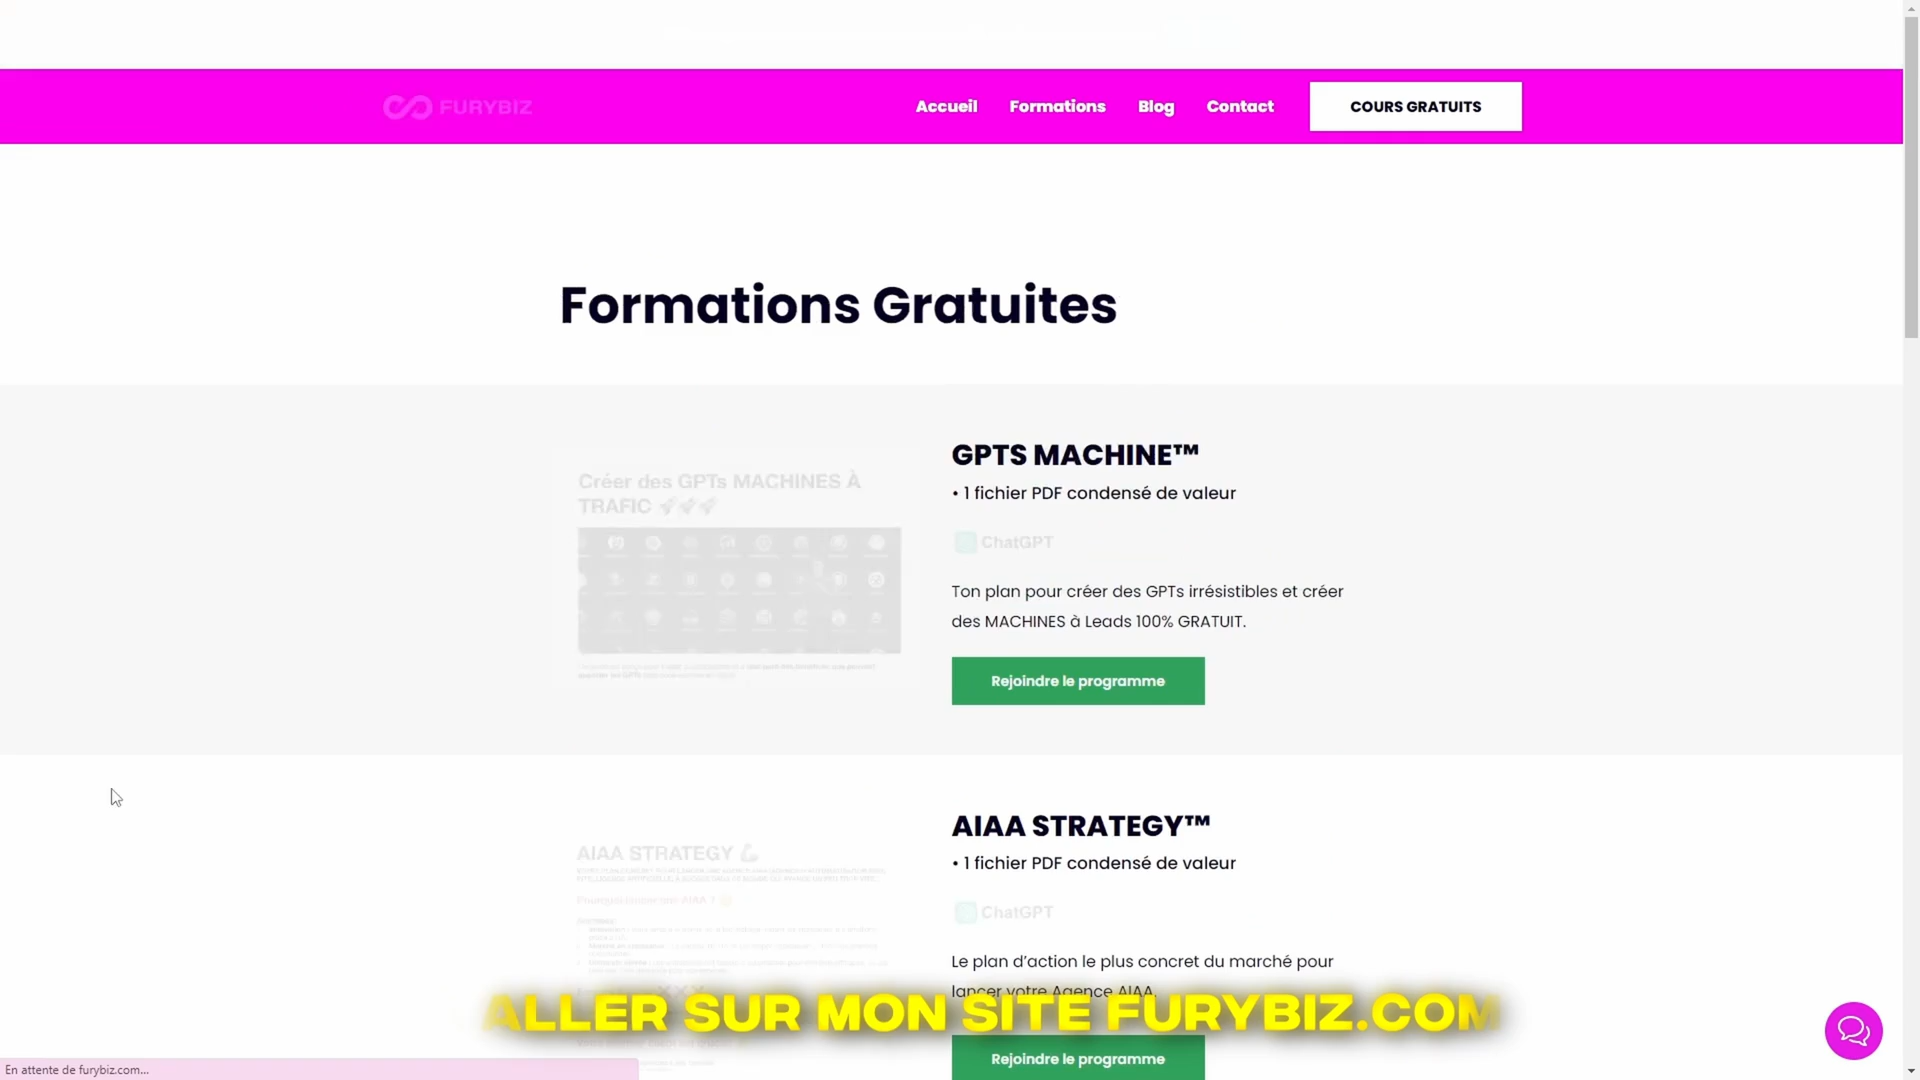 FURYBIZ
Accueil
Formations
Blog
Contact
COURS GRATUITS
Formations Gratuites
Créer des GPTs MACHINES À
TRAFIC 🚀🚀🚀
GPTS MACHINE™
• 1 fichier PDF condensé de valeur
ChatGPT
Ton plan pour créer des GPTs irrésistibles et créer
des MACHINES à Leads 100% GRATUIT.
Rejoindre le programme
AIAA STRATEGY 💪
Pourquoi lancer une AIAA ?
AIAA STRATEGY™
• 1 fichier PDF condensé de valeur
ChatGPT
Le plan d'action le plus concret du marché pour
lancer votre Agence AIAA.
ALLER SUR MON SITE FURYBIZ.COM
Rejoindre le programme
En attente de furybiz.com...